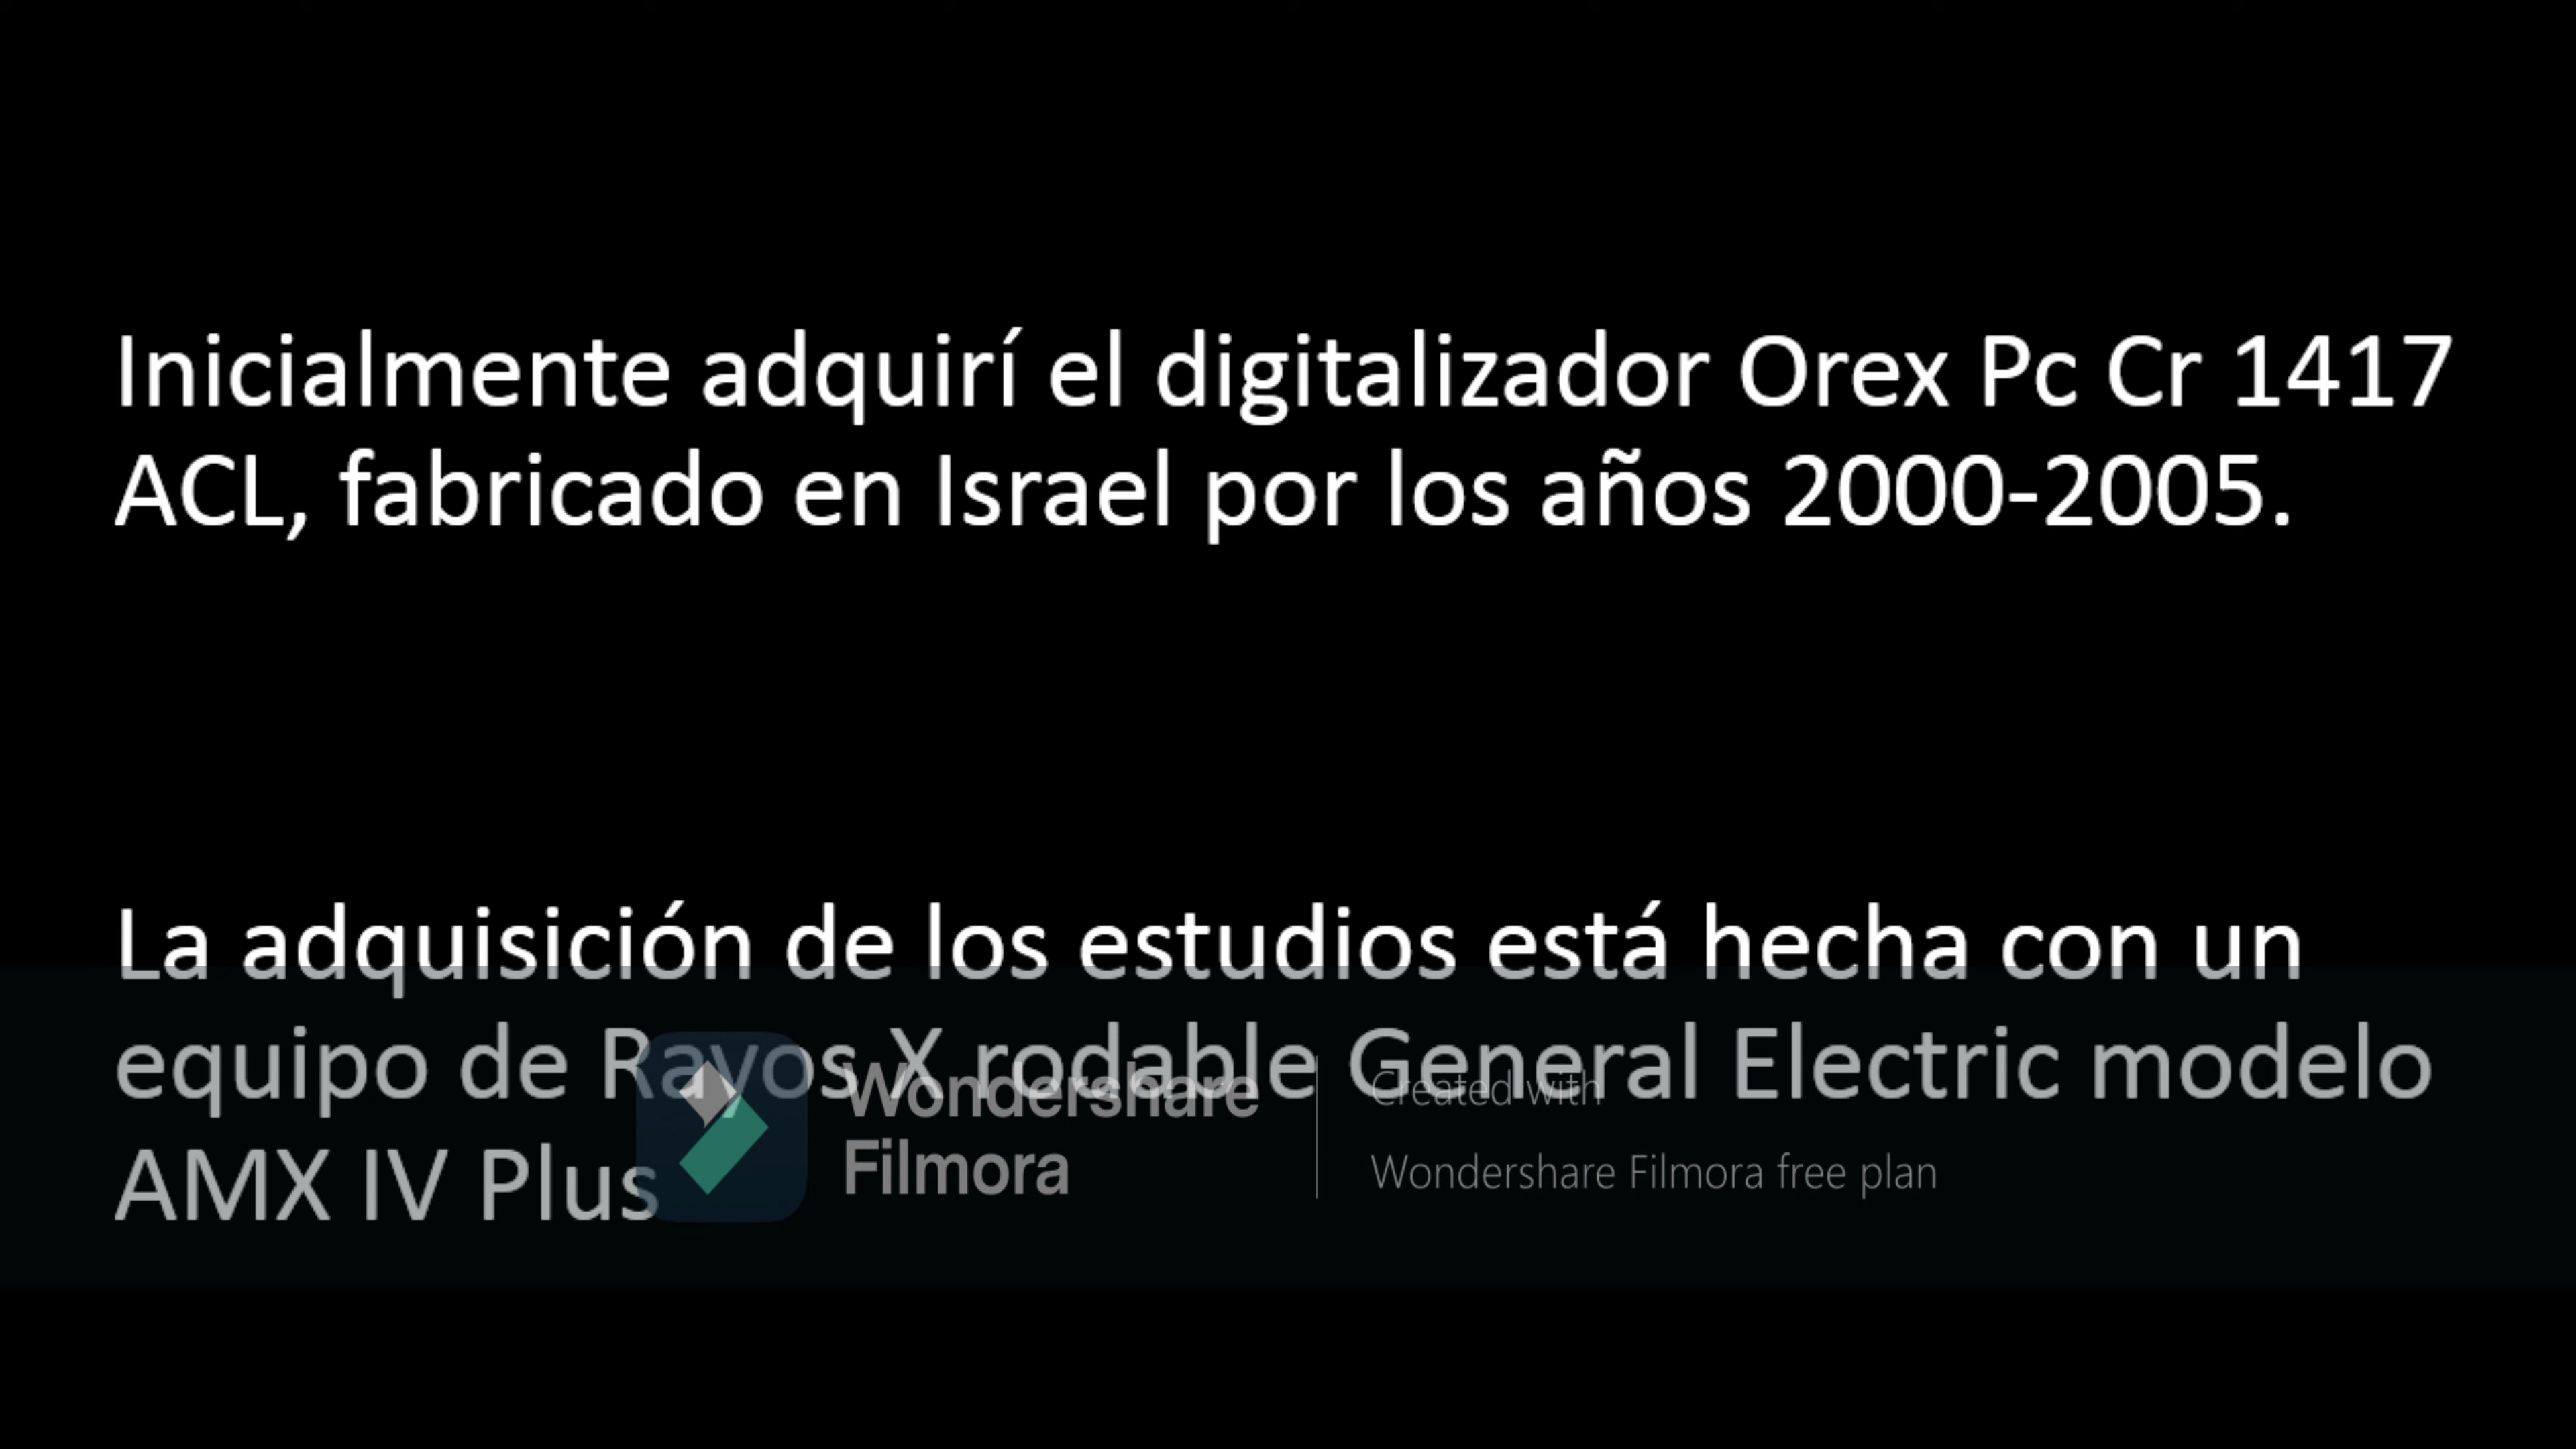 Inicialmente adquirí el digitalizador Orex Pc Cr 1417
ACL, fabricado en Israel por los años 2000-2005.
La adquisición de los estudios está hecha con un
equipo de Rayos X rodable General Electric modelo
AMX IV Plus
Wondershare
Filmora
Created with
Wondershare Filmora free plan